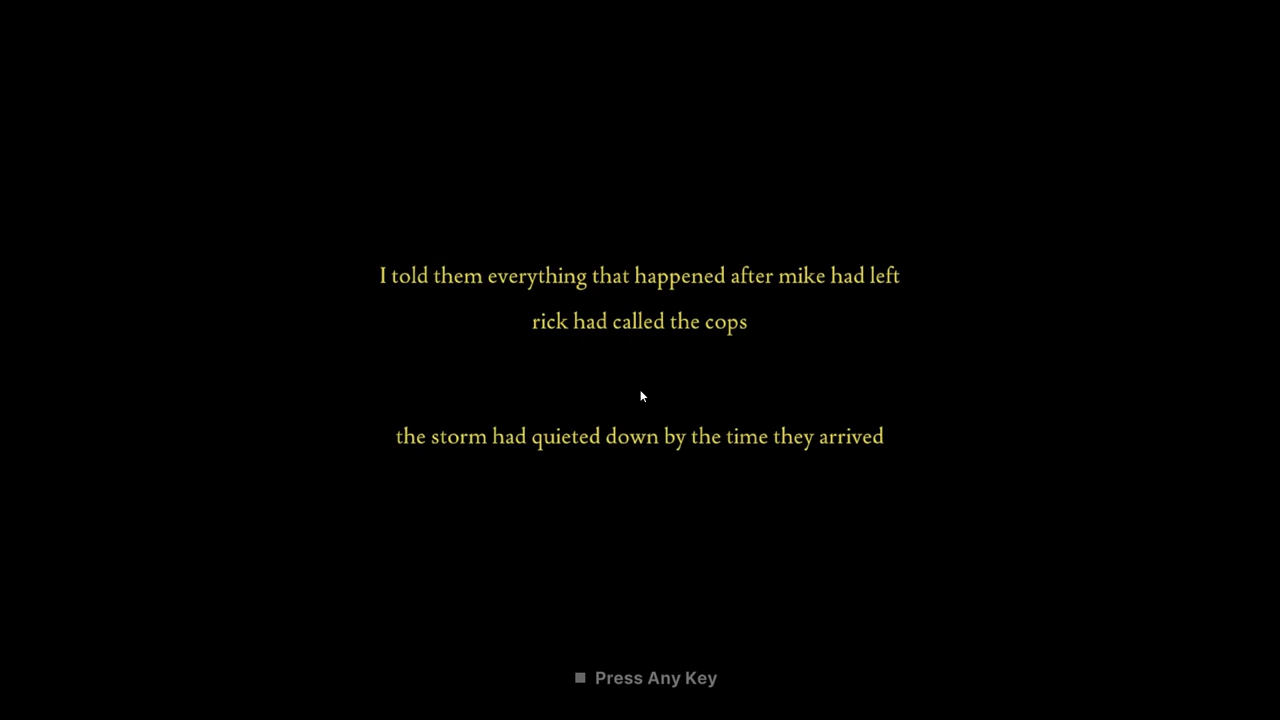 I told them everything that happened after mike had left
rick had called the cops
the storm had quieted down by the time they arrived
Press Any Key